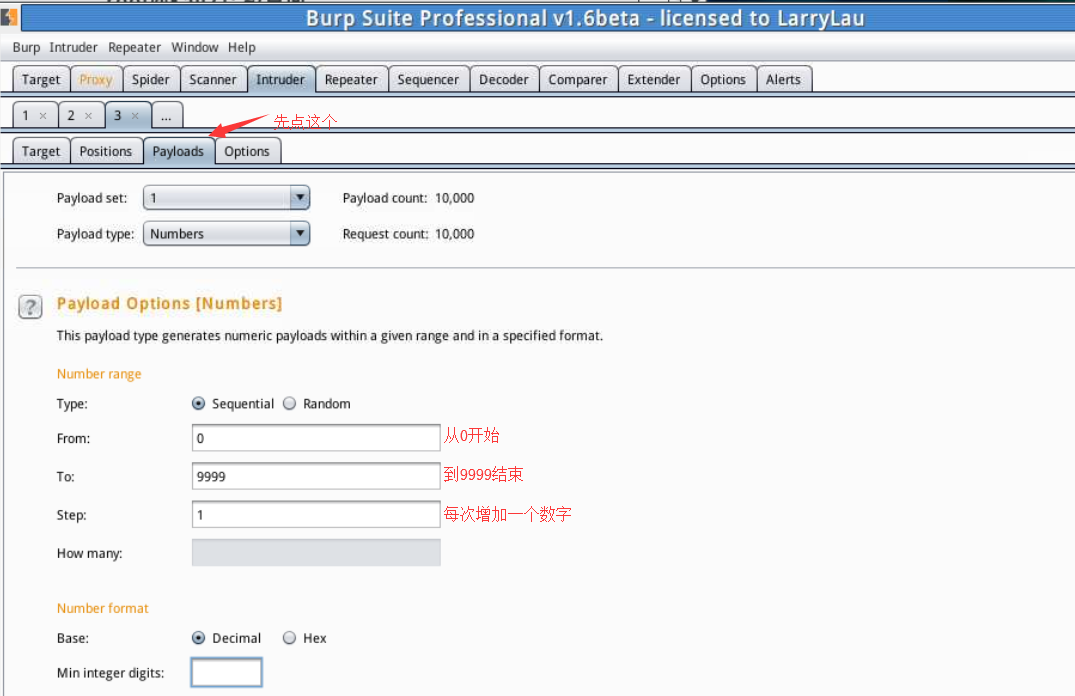 Burp Suite Professional v1.6beta - licensed to LarryLau
Burp Intruder Repeater Window Help
Target Proxy Spider Scanner Intruder Repeater Sequencer Decoder Comparer Extender Options Alerts
1 × 2 × 3 × ...
先点这个
Target Positions Payloads Options
Payload set: 1 Payload count: 10,000
Payload type: Numbers Request count: 10,000
? Payload Options [Numbers]
This payload type generates numeric payloads within a given range and in a specified format.
Number range
Type: Sequential Random
From: 0 从0开始
To: 9999 到9999结束
Step: 1 每次增加一个数字
How many:
Number format
Base: Decimal Hex
Min integer digits: